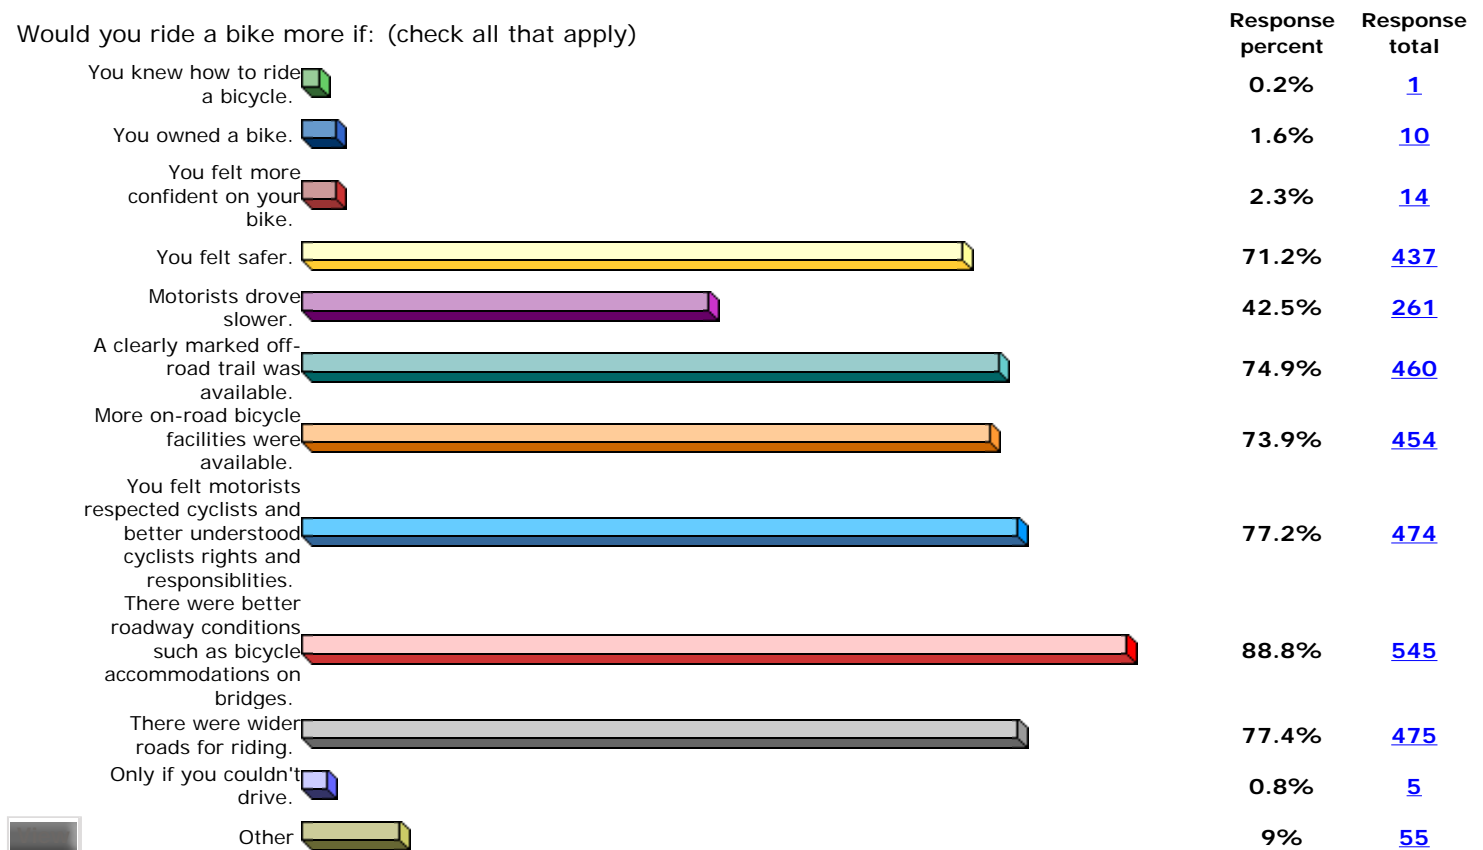 Would you ride a bike more if: (check all that apply)
Response percent
Response total
You knew how to ride
a bicycle.
0.2%
1
You owned a bike.
1.6%
10
You felt more
confident on your
bike.
2.3%
14
You felt safer.
71.2%
437
Motorists drove
slower.
42.5%
261
A clearly marked off-
road trail was
available.
74.9%
460
More on-road bicycle
facilities were
available.
73.9%
454
You felt motorists
respected cyclists and
better understood
cyclists rights and
responsiblities.
77.2%
474
There were better
roadway conditions
such as bicycle
accommodations on
bridges.
88.8%
545
There were wider
roads for riding.
77.4%
475
Only if you couldn't
drive.
0.8%
5
Other
9%
55